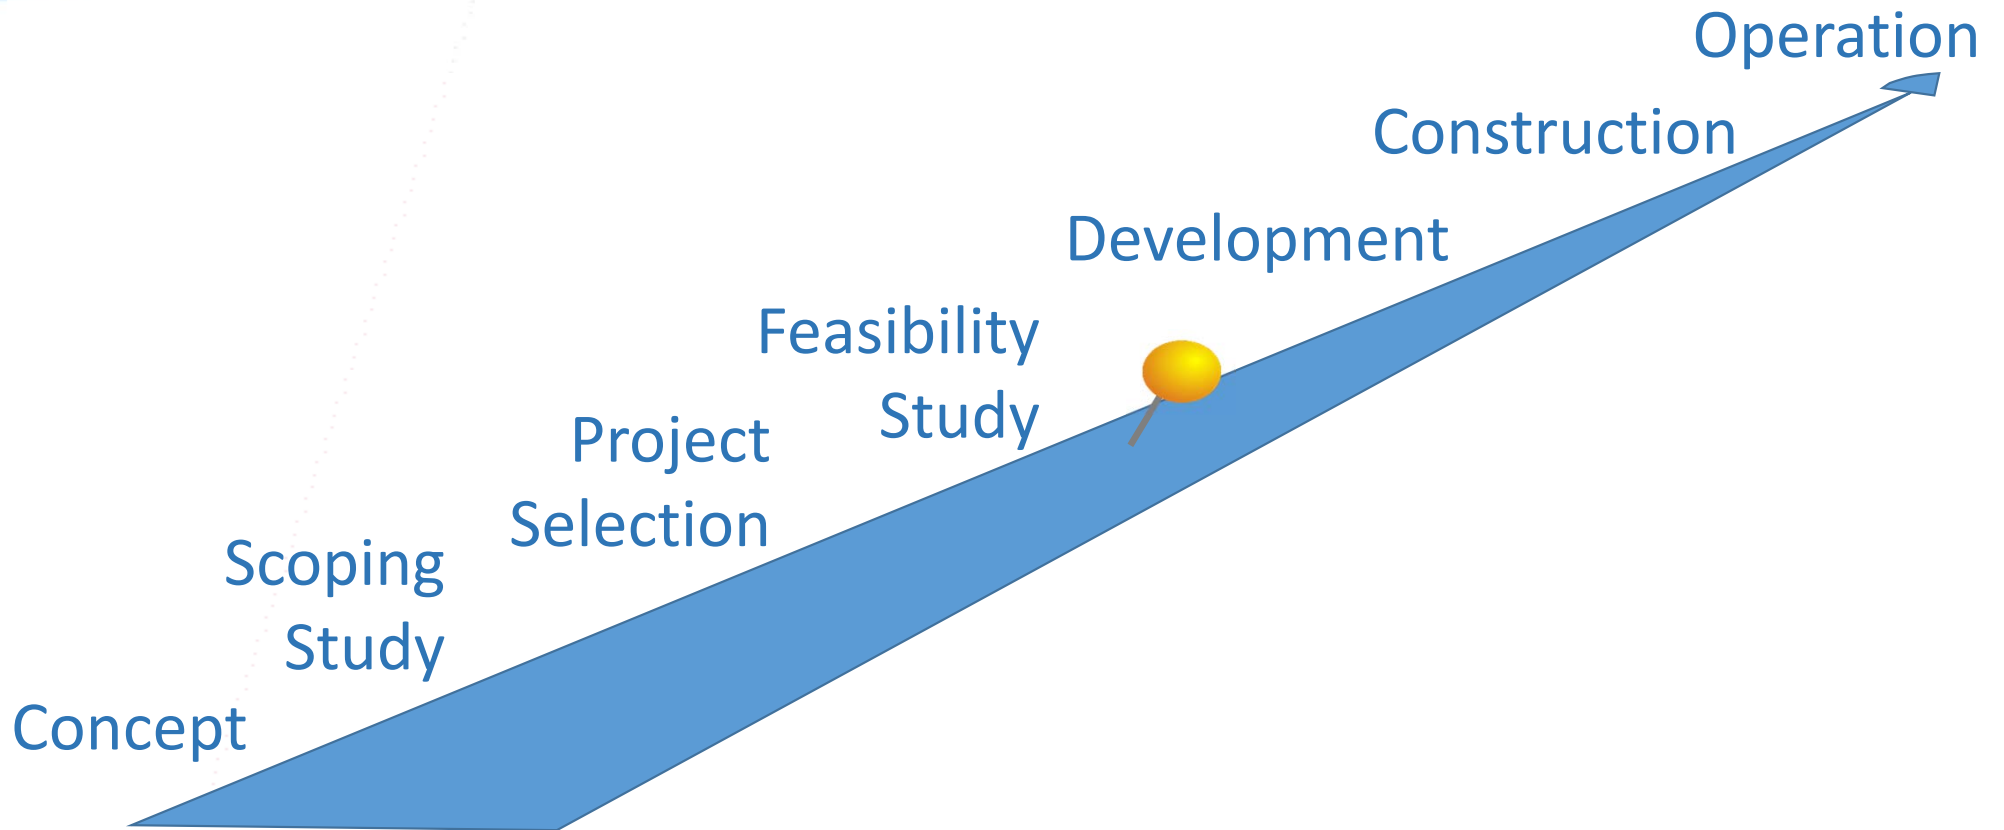 Operation
Construction
Development
Feasibility
Study
Project
Selection
Scoping
Study
Concept